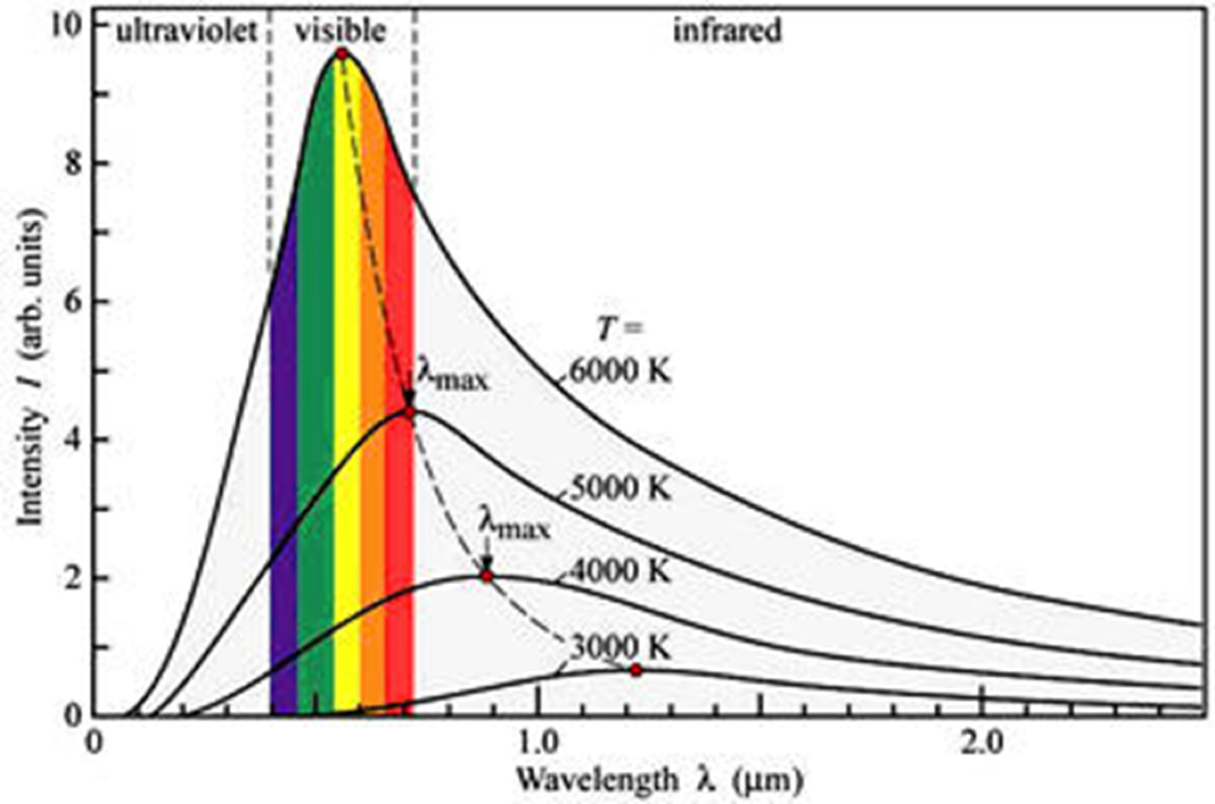 ultraviolet visible infrared
10
8
6
4
2
0
Intensity I (arb. units)
T =
6000 K
λmax
5000 K
λmax
4000 K
3000 K
0 1.0 2.0
Wavelength λ (μm)